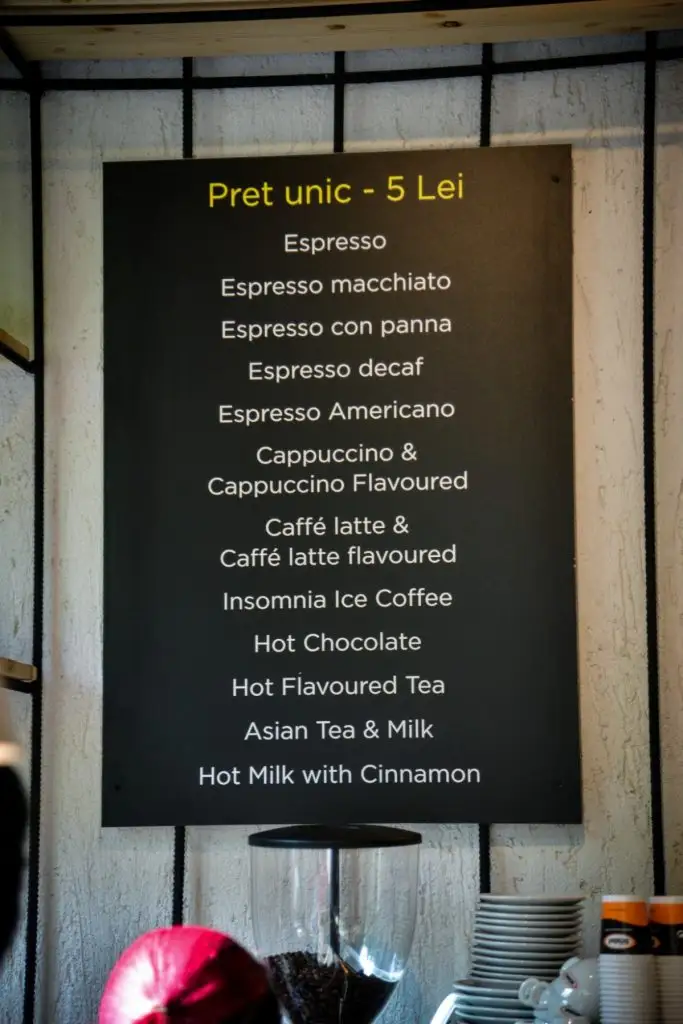 Pret unic - 5 Lei
Espresso
Espresso macchiato
Espresso con panna
Espresso decaf
Espresso Americano
Cappuccino &
Cappuccino Flavoured
Caffé latte &
Caffé latte flavoured
Insomnia Ice Coffee
Hot Chocolate
Hot Flavoured Tea
Asian Tea & Milk
Hot Milk with Cinnamon